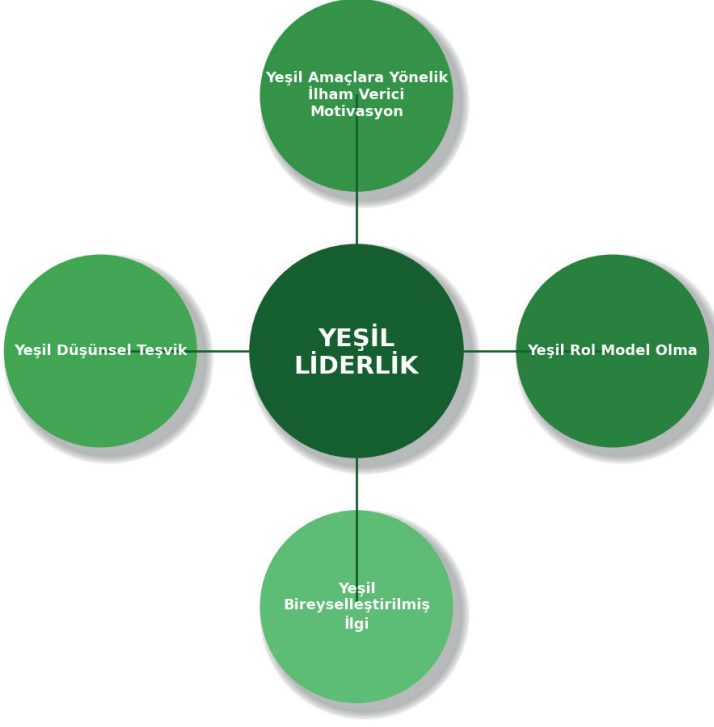 Yeşil Amaçlara Yönelik
İlham Verici
Motivasyon
Yeşil Düşünsel Teşvik
YEŞİL
LİDERLİK
Yeşil Rol Model Olma
Yeşil
Bireyselleştirilmiş
İlgi